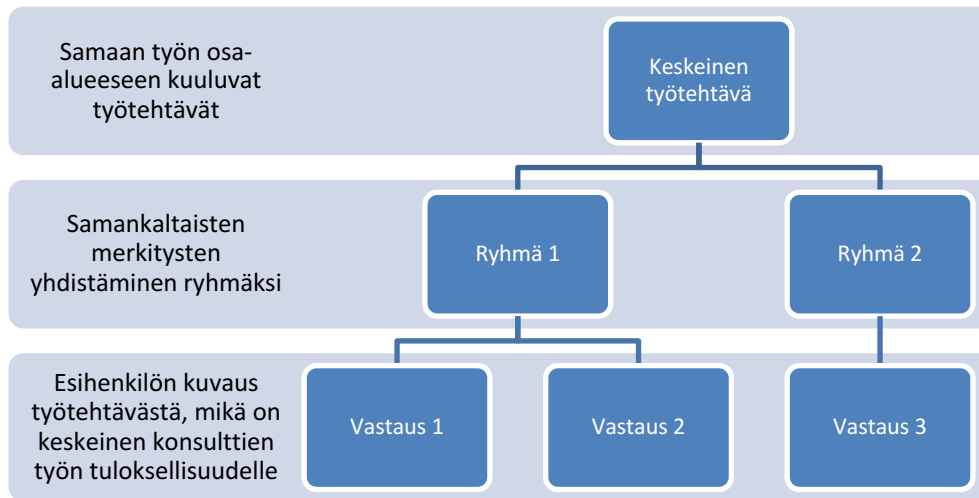 Samaan työn osa-
alueeseen kuuluvat
työtehtävät
Keskeinen
työtehtävä
Samankaltaisten
merkitysten
yhdistäminen ryhmäksi
Ryhmä 1
Ryhmä 2
Esihenkilön kuvaus
työtehtävästä, mikä on
keskeinen konsulttien
työn tuloksellisuudelle
Vastaus 1
Vastaus 2
Vastaus 3